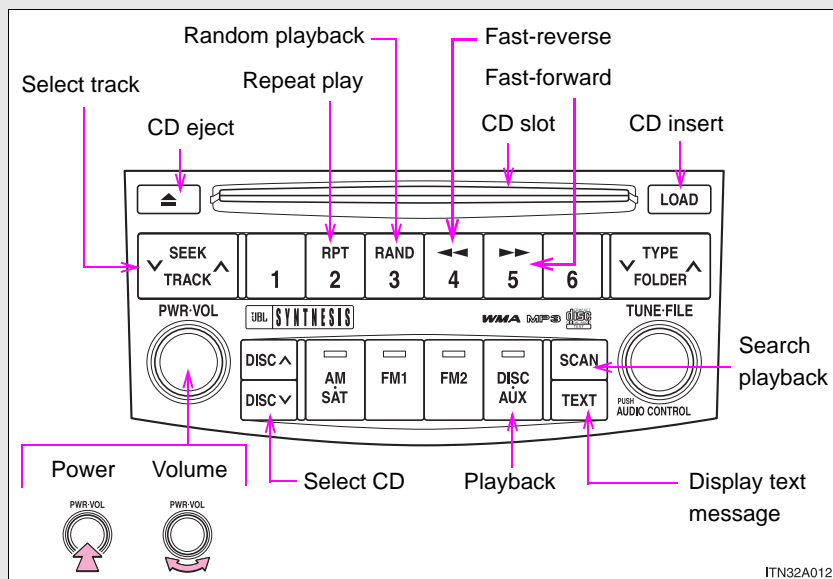 Random playback
Fast-reverse
Select track
Repeat play
Fast-forward
CD eject
CD slot
CD insert
LOAD
SEEK
TRACK
1
RPT
2
RAND
3
4
5
6
TYPE
FOLDER
PWR·VOL
JBL SYNTNESIS
WMA MP3 disc
TUNE·FILE
DISC
AM
SAT
FM1
FM2
DISC
AUX
SCAN
Search
playback
DISC
TEXT
PUSH
AUDIO CONTROL
Power
Volume
Select CD
Playback
Display text
message
PWR·VOL
PWR·VOL
ITN32A012